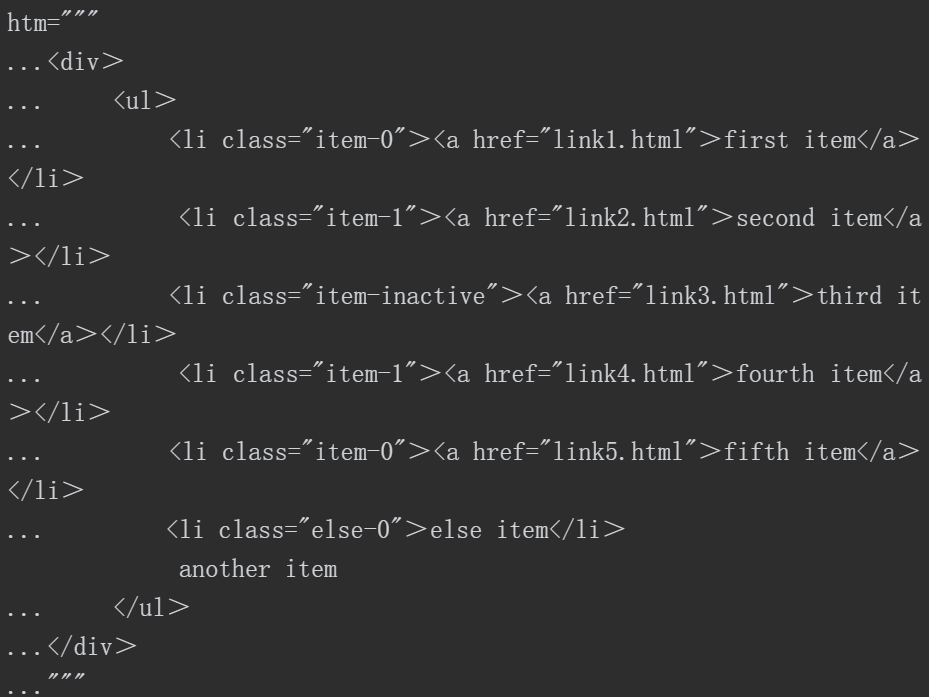 htm="""
...<div>
...     <ul>
...         <li class="item-0"><a href="link1.html">first item</a>
</li>
...          <li class="item-1"><a href="link2.html">second item</a
></li>
...         <li class="item-inactive"><a href="link3.html">third it
em</a></li>
...          <li class="item-1"><a href="link4.html">fourth item</a
></li>
...         <li class="item-0"><a href="link5.html">fifth item</a>
</li>
...         <li class="else-0">else item</li>
             another item
...     </ul>
...</div>
..."""